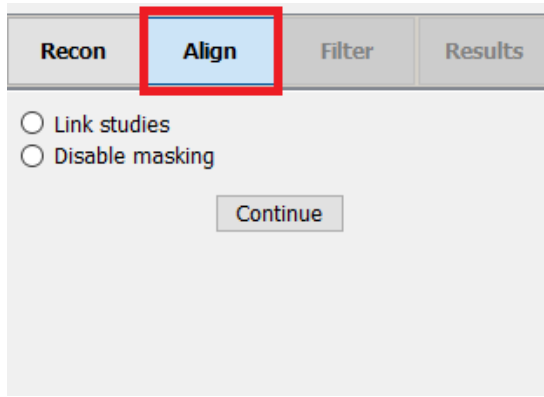 Recon Align Filter Results
Link studies
Disable masking
Continue